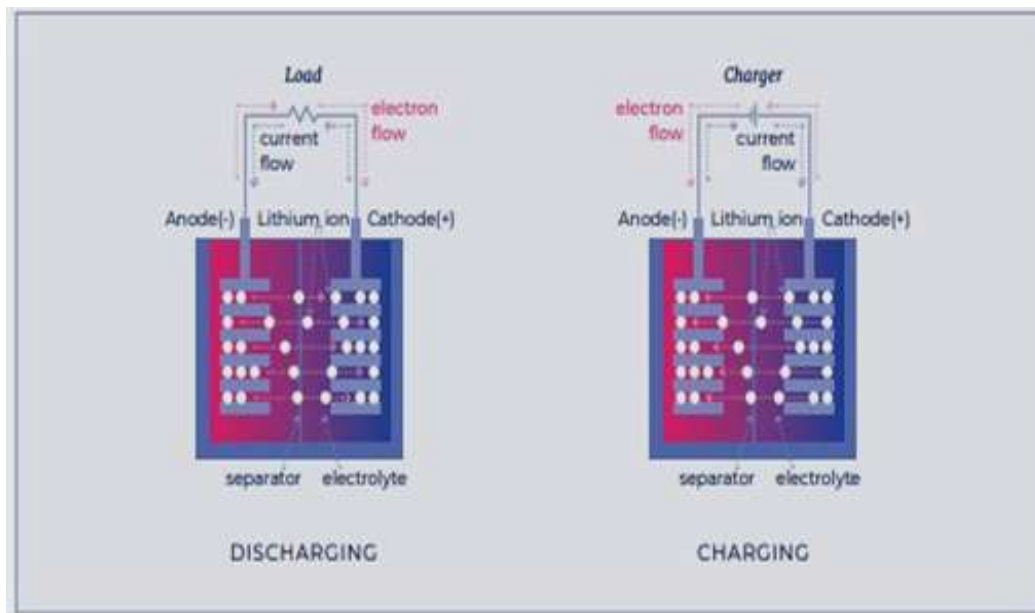 Load
electron
flow
current
flow
Anode(-) Lithium ion Cathode(+)
separator electrolyte
DISCHARGING
Charger
electron
flow
current
flow
Anode(-) Lithium ion Cathode(+)
separator electrolyte
CHARGING